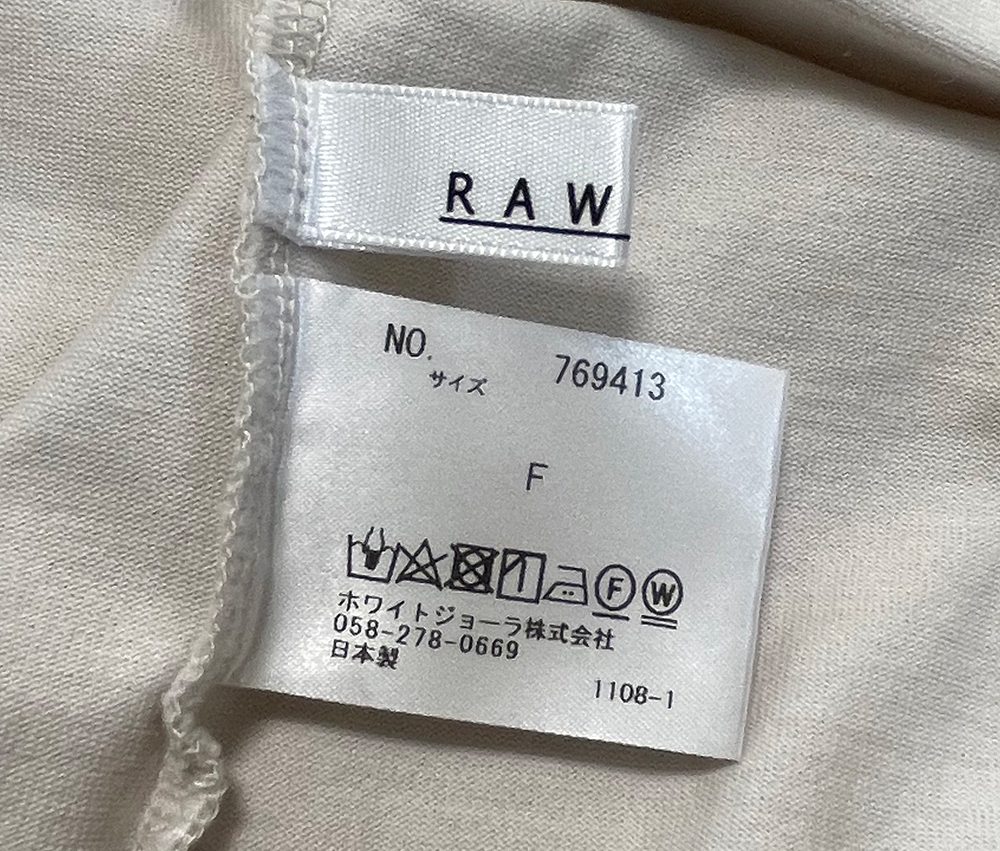 RAW
NO. 769413
サイズ
F
F W
ホワイトジョーラ株式会社
058-278-0669
日本製
1108-1